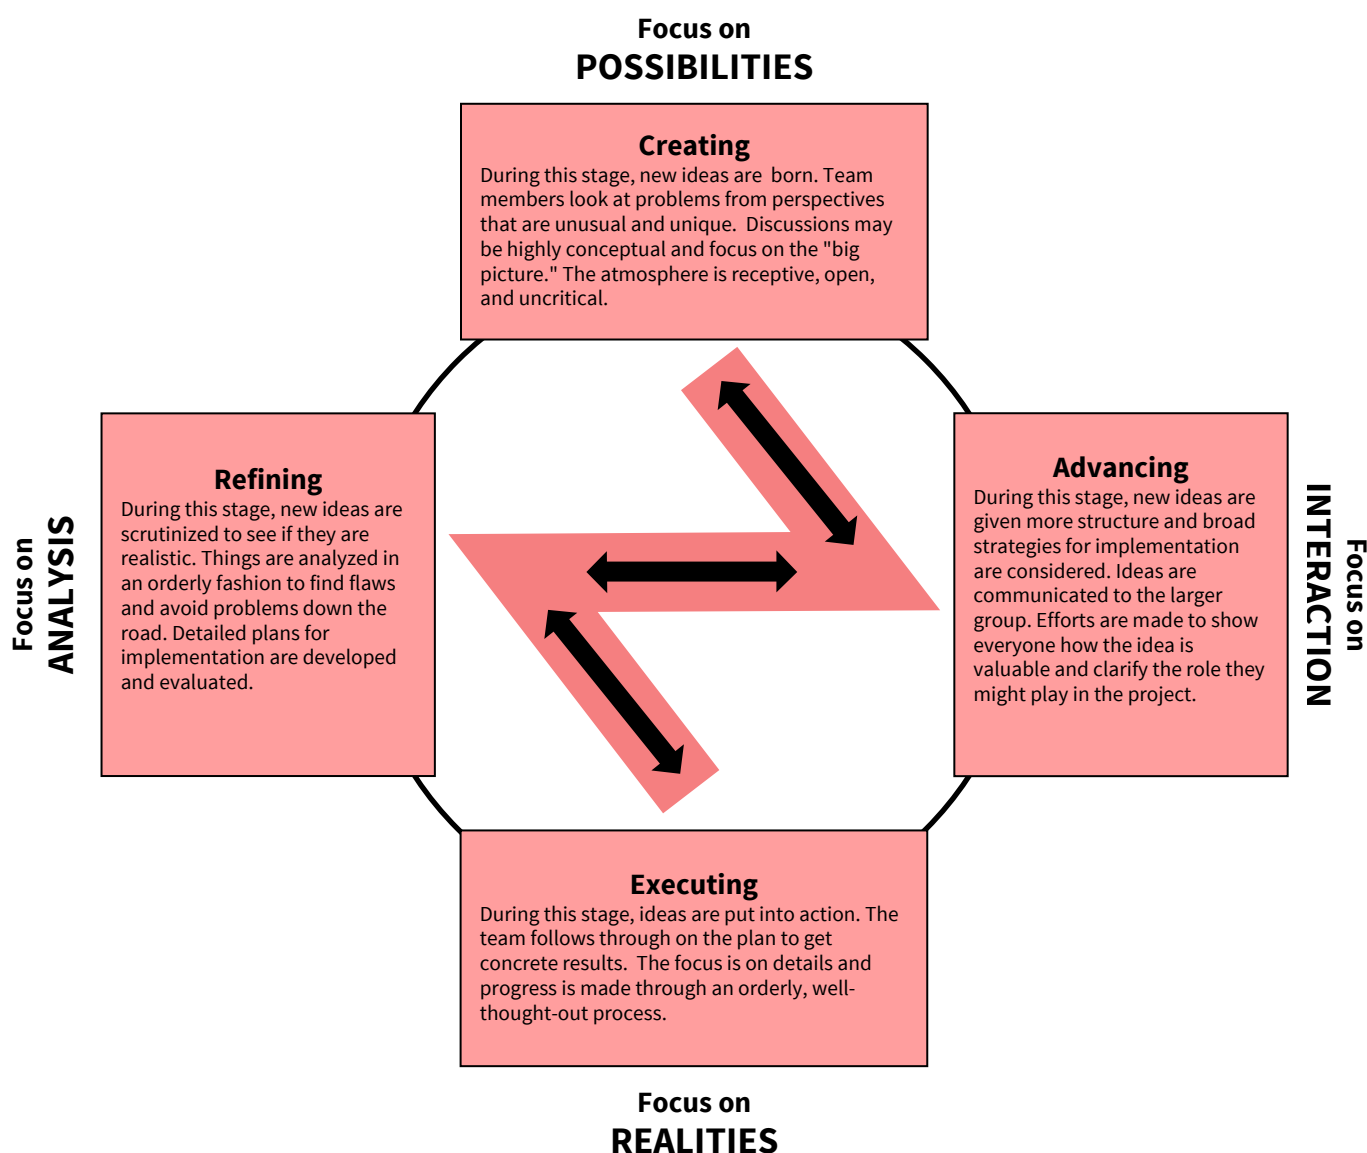 Focus on
POSSIBILITIES
Creating
During this stage, new ideas are  born. Team
members look at problems from perspectives
that are unusual and unique.  Discussions may
be highly conceptual and focus on the "big
picture." The atmosphere is receptive, open,
and uncritical.
Focus on
ANALYSIS
Refining
During this stage, new ideas are
scrutinized to see if they are
realistic. Things are analyzed in
an orderly fashion to find flaws
and avoid problems down the
road. Detailed plans for
implementation are developed
and evaluated.
Advancing
During this stage, new ideas are
given more structure and broad
strategies for implementation
are considered. Ideas are
communicated to the larger
group. Efforts are made to show
everyone how the idea is
valuable and clarify the role they
might play in the project.
Focus on
INTERACTION
Executing
During this stage, ideas are put into action. The
team follows through on the plan to get
concrete results.  The focus is on details and
progress is made through an orderly, well-
thought-out process.
Focus on
REALITIES